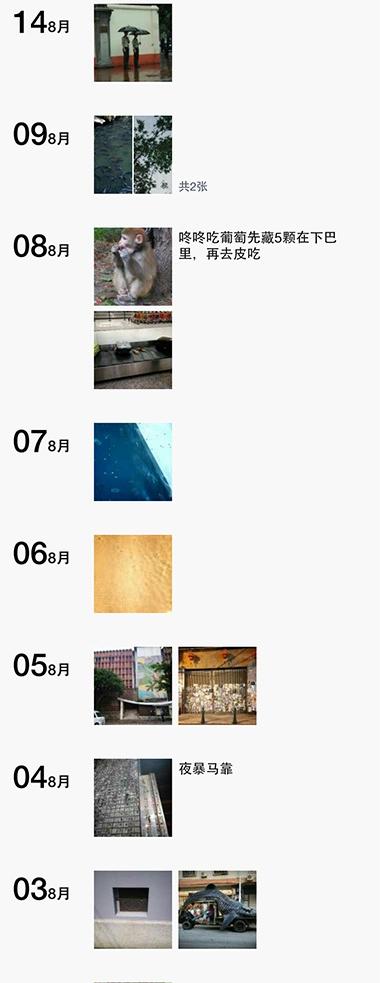 14 8月
09 8月
共2张
08 8月
咚咚吃葡萄先藏5颗在下巴
里，再去皮吃
07 8月
06 8月
05 8月
04 8月
夜暴马靠
03 8月